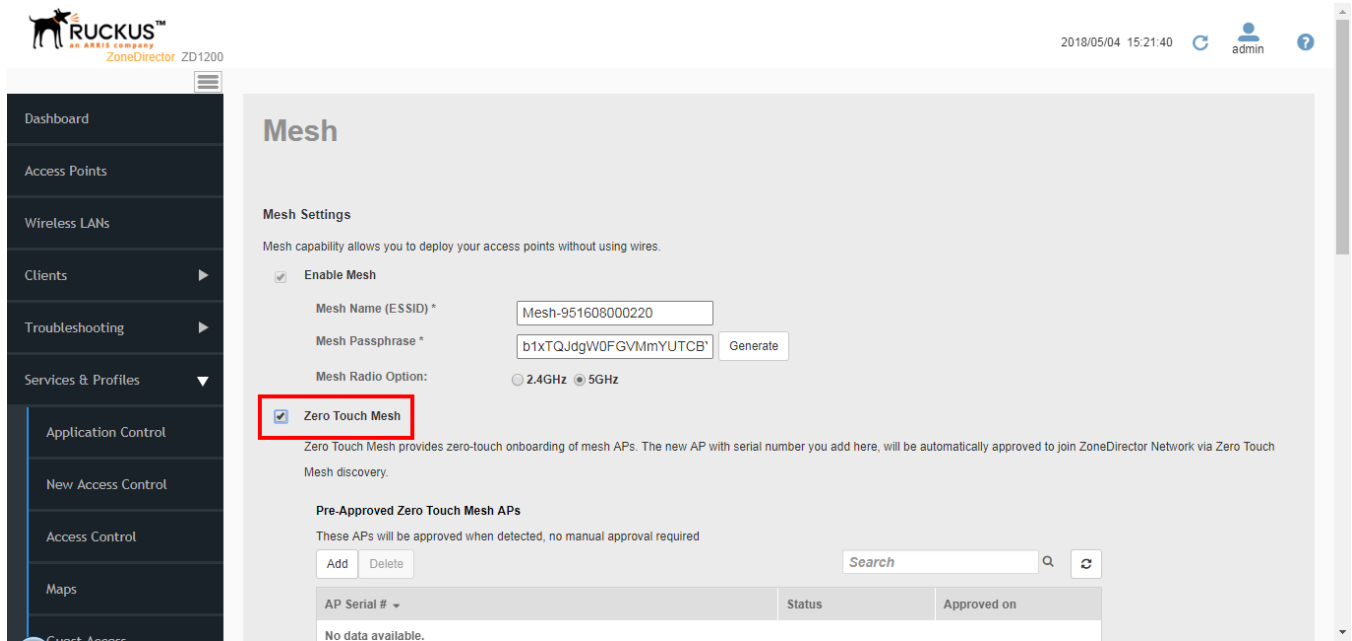 RUCKUS™
an ARRIS company
ZoneDirector ZD1200
2018/05/04 15:21:40
admin
?
Dashboard
Access Points
Wireless LANs
Clients
Troubleshooting
Services & Profiles
Application Control
New Access Control
Access Control
Maps
Guest Access
Mesh
Mesh Settings
Mesh capability allows you to deploy your access points without using wires.
Enable Mesh
Mesh Name (ESSID) *
Mesh-951608000220
Mesh Passphrase *
b1xTQJdgW0FGVMmYUTCB
Generate
Mesh Radio Option:
2.4GHz 5GHz
Zero Touch Mesh
Zero Touch Mesh provides zero-touch onboarding of mesh APs. The new AP with serial number you add here, will be automatically approved to join ZoneDirector Network via Zero Touch
Mesh discovery.
Pre-Approved Zero Touch Mesh APs
These APs will be approved when detected, no manual approval required
Add Delete
Search
AP Serial # Status Approved on
No data available.